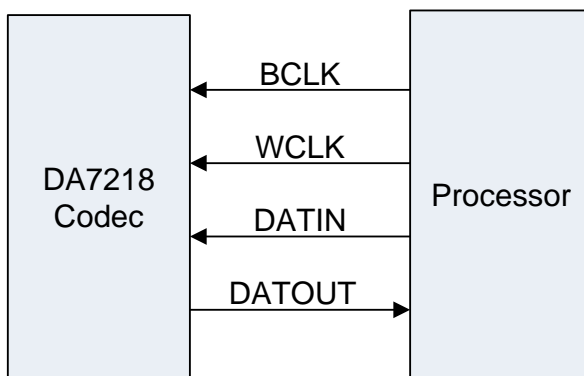 DA7218
Codec
BCLK
WCLK
DATIN
DATOUT
Processor